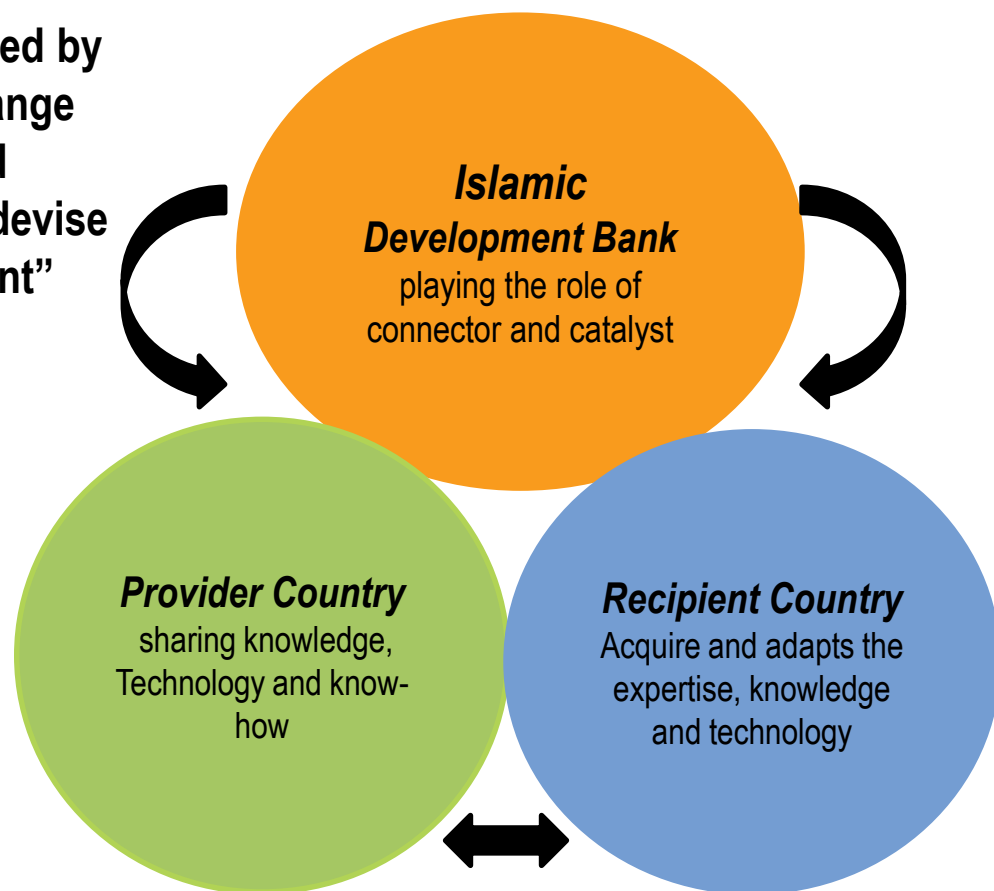 ed by
ange
d
devise
nt”
Islamic
Development Bank
playing the role of
connector and catalyst
Provider Country
sharing knowledge,
Technology and know-
how
Recipient Country
Acquire and adapts the
expertise, knowledge
and technology